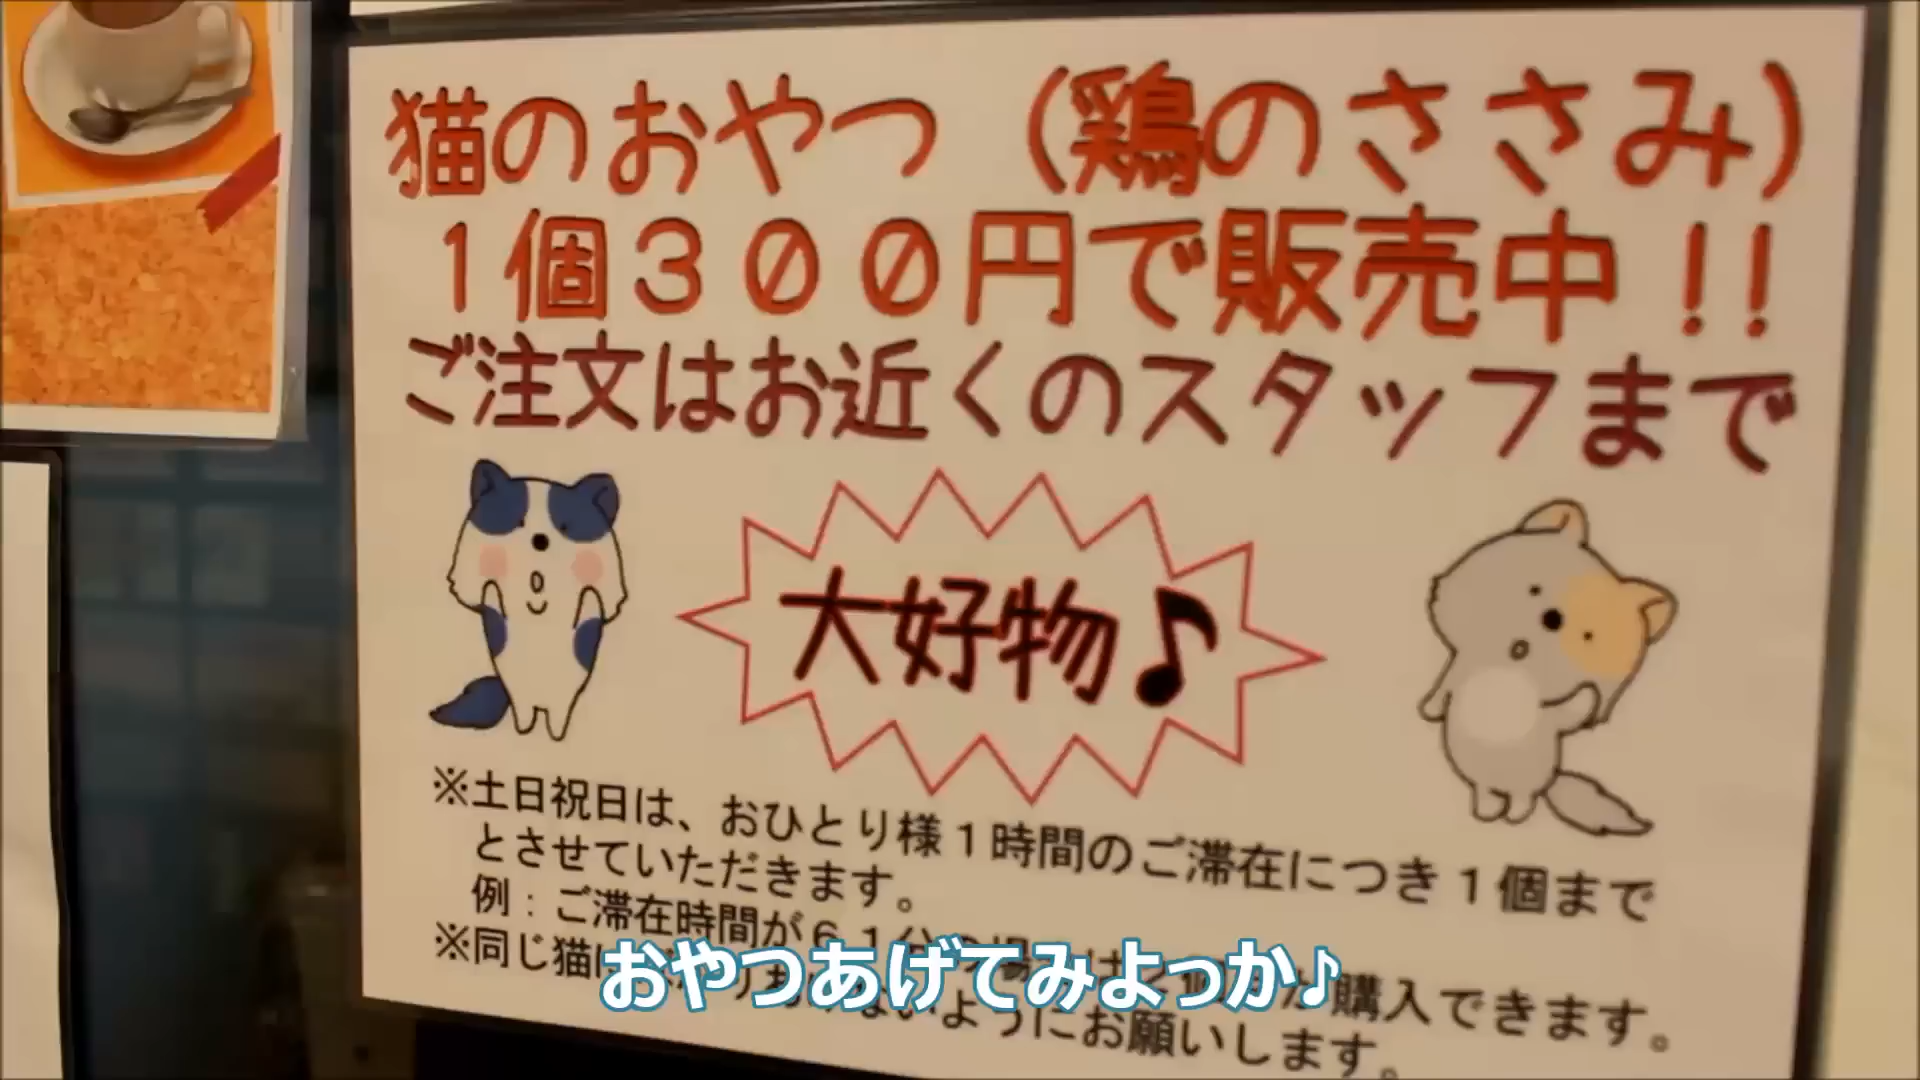 猫のおやつ（鶏のささみ）
１個３００円で販売中！！
ご注文はお近くのスタッフまで
大好物♪
※土日祝日は、おひとり様１時間のご滞在につき１個まで
とさせていただきます。
例：ご滞在時間が６１分の場合は 購入できます。
※同じ猫に ようにお願いします。
おやつあげてみよっか♪